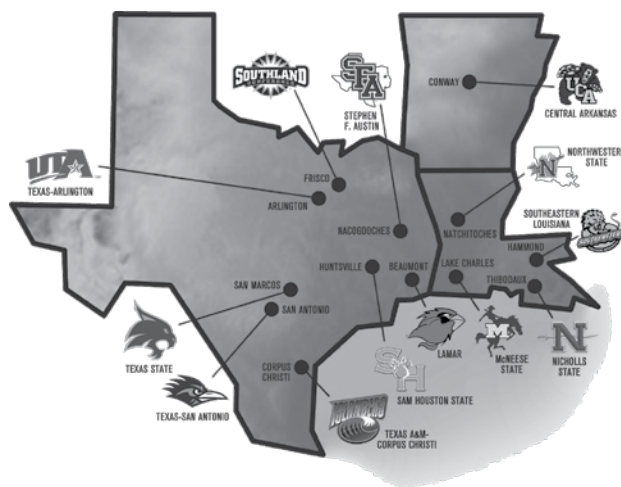 SOUTHLAND
CONFERENCE
SFA
STEPHEN
F. AUSTIN
CONWAY
UCA
CENTRAL ARKANSAS
UTA
TEXAS-ARLINGTON
FRISCO
ARLINGTON
N
NORTHWESTER
STATE
NACOGDOCHES
NATCHITOCHES
SOUTHEASTERN
LOUISIANA
HAMMOND
HUNTSVILLE
BEAUMONT
LAKE CHARLES
THIBODAUX
SAN MARCOS
SAN ANTONIO
TEXAS STATE
TEXAS-SAN ANTONIO
CORPUS
CHRISTI
SH
SAM HOUSTON STATE
LAMAR
M
McNEESE
STATE
N
NICHOLLS
STATE
ISLANDERS
TEXAS A&M-
CORPUS CHRISTI